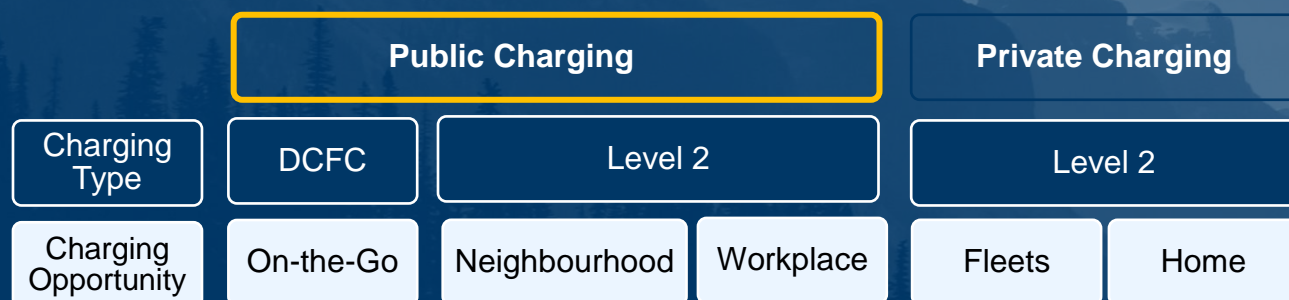 Public Charging Private Charging
Charging
Type
DCFC Level 2 Level 2
Charging
Opportunity
On-the-Go Neighbourhood Workplace Fleets Home